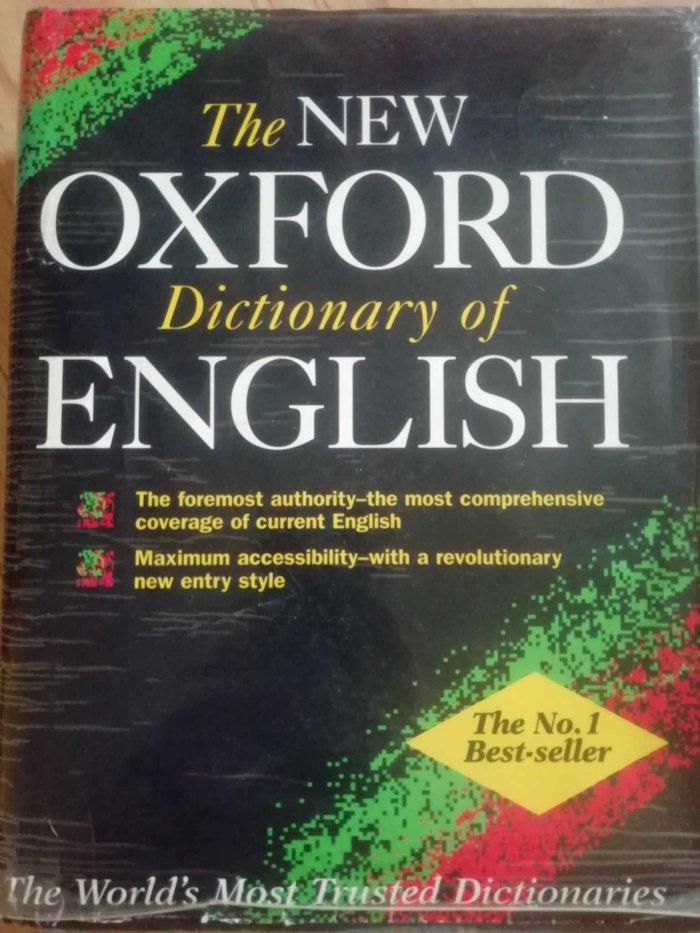 The NEW
OXFORD
Dictionary of
ENGLISH
The foremost authority–the most comprehensive
coverage of current English
Maximum accessibility–with a revolutionary
new entry style
The No. 1
Best-seller
The World's Most Trusted Dictionaries